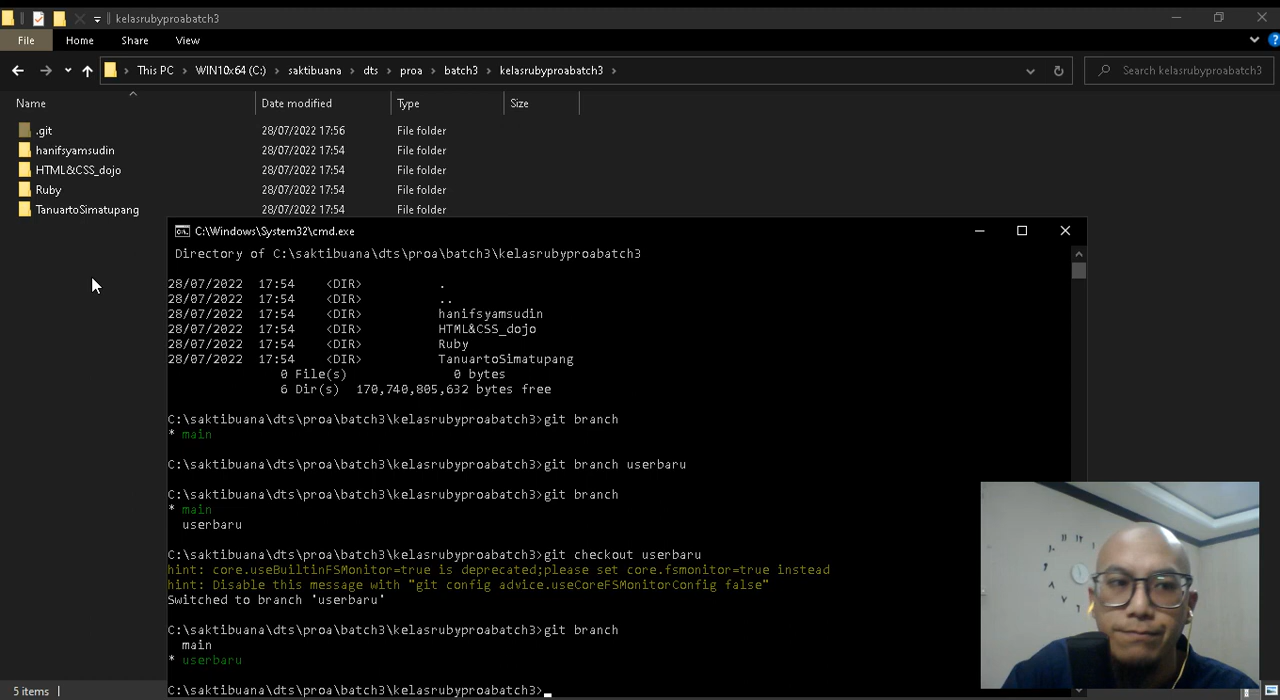 kelasrubyproabatch3
File Home Share View
This PC > WIN10x64 (C:) > saktibuana > dts > proa > batch3 > kelasrubyproabatch3 >
Search kelasrubyproabatch3
Name Date modified Type Size
.git 28/07/2022 17:56 File folder
hanifsyamsudin 28/07/2022 17:54 File folder
HTML&CSS_dojo 28/07/2022 17:54 File folder
Ruby 28/07/2022 17:54 File folder
TanuartoSimatupang 28/07/2022 17:54 File folder
C:\Windows\System32\cmd.exe
Directory of C:\saktibuana\dts\proa\batch3\kelasrubyproabatch3
28/07/2022 17:54 <DIR> .
28/07/2022 17:54 <DIR> ..
28/07/2022 17:54 <DIR> hanifsyamsudin
28/07/2022 17:54 <DIR> HTML&CSS_dojo
28/07/2022 17:54 <DIR> Ruby
28/07/2022 17:54 <DIR> TanuartoSimatupang
0 File(s) 0 bytes
6 Dir(s) 170,740,805,632 bytes free
C:\saktibuana\dts\proa\batch3\kelasrubyproabatch3>git branch
* main
C:\saktibuana\dts\proa\batch3\kelasrubyproabatch3>git branch userbaru
C:\saktibuana\dts\proa\batch3\kelasrubyproabatch3>git branch
* main
userbaru
C:\saktibuana\dts\proa\batch3\kelasrubyproabatch3>git checkout userbaru
hint: core.useBuiltinFSMonitor=true is deprecated;please set core.fsmonitor=true instead
hint: Disable this message with "git config advice.useCoreFSMonitorConfig false"
Switched to branch 'userbaru'
C:\saktibuana\dts\proa\batch3\kelasrubyproabatch3>git branch
main
* userbaru
C:\saktibuana\dts\proa\batch3\kelasrubyproabatch3>
5 items